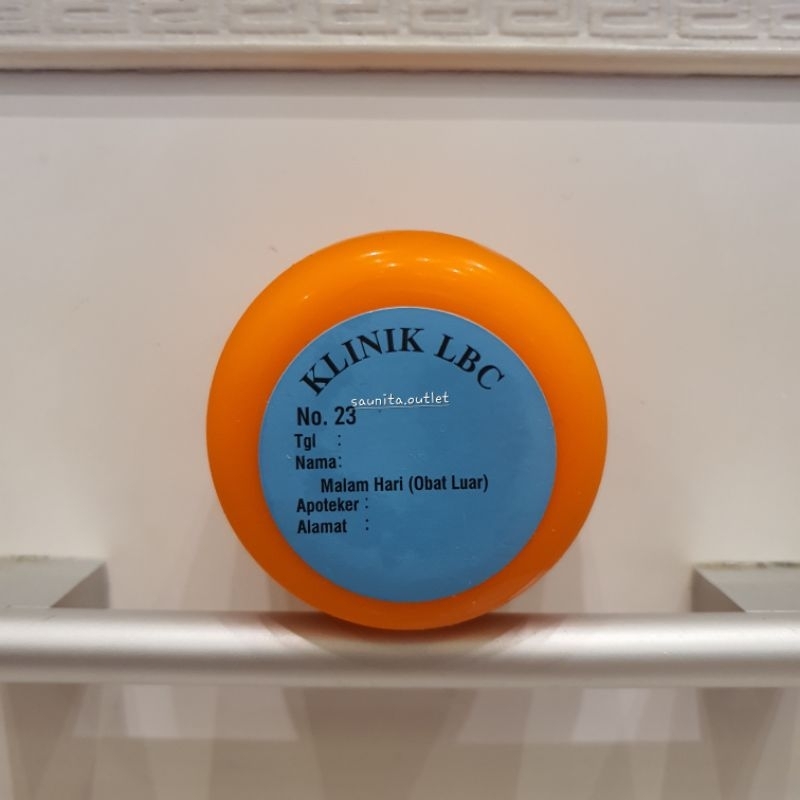 KLINIK LBC
saunita.outlet
No. 23
Tgl :
Nama:
Malam Hari (Obat Luar)
Apoteker :
Alamat :